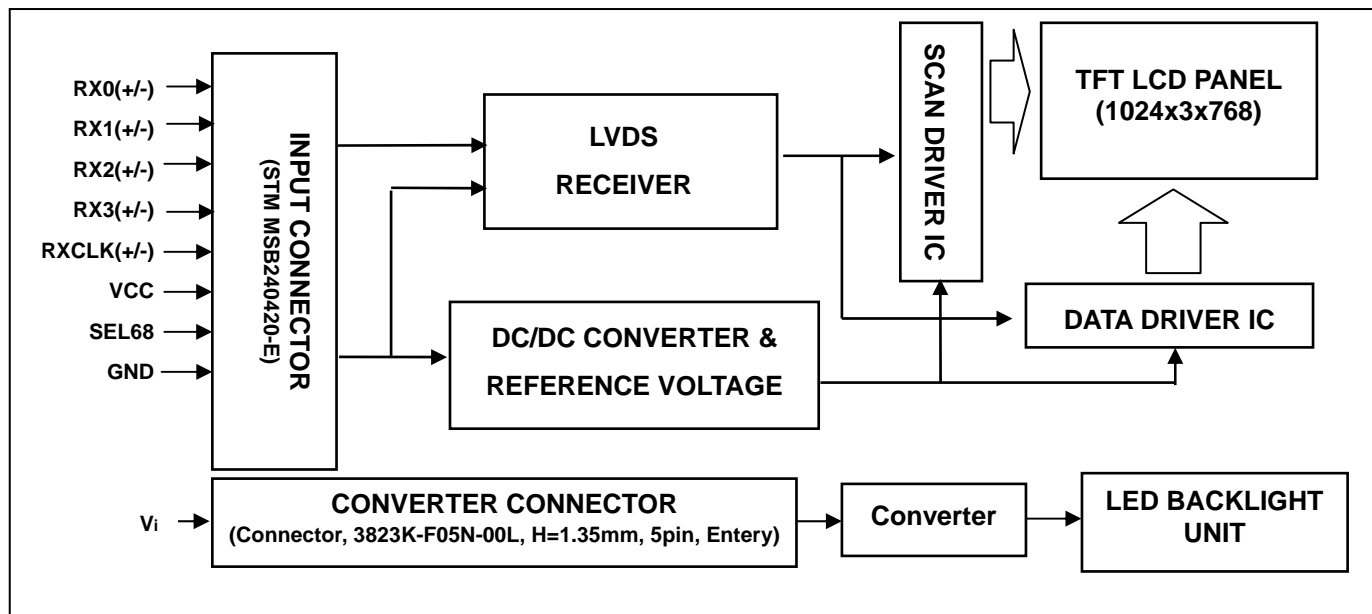 RX0(+/-)
RX1(+/-)
RX2(+/-)
RX3(+/-)
RXCLK(+/-)
VCC
SEL68
GND
INPUT CONNECTOR
(STM MSB240420-E)
LVDS
RECEIVER
DC/DC CONVERTER &
REFERENCE VOLTAGE
SCAN DRIVER IC
TFT LCD PANEL
(1024x3x768)
DATA DRIVER IC
Vi
CONVERTER CONNECTOR
(Connector, 3823K-F05N-00L, H=1.35mm, 5pin, Entery)
Converter
LED BACKLIGHT
UNIT